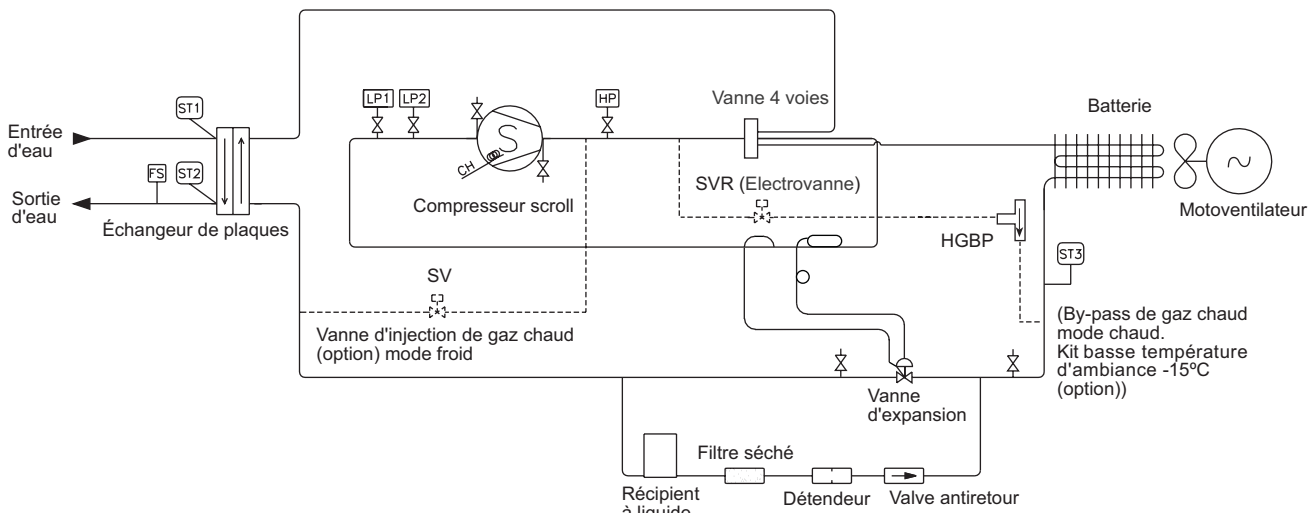 ST1
LP1
LP2
HP
Vanne 4 voies
Batterie
Entrée
d'eau
S
CH
FS
ST2
SVR (Electrovanne)
Sortie
d'eau
Compresseur scroll
Motoventilateur
Échangeur de plaques
HGBP
ST3
SV
Vanne d'injection de gaz chaud
(option) mode froid
(By-pass de gaz chaud
mode chaud.
Kit basse température
d'ambiance -15ºC
(option))
Vanne
d'expansion
Filtre séché
Récipient
à liquide
Détendeur
Valve antiretour